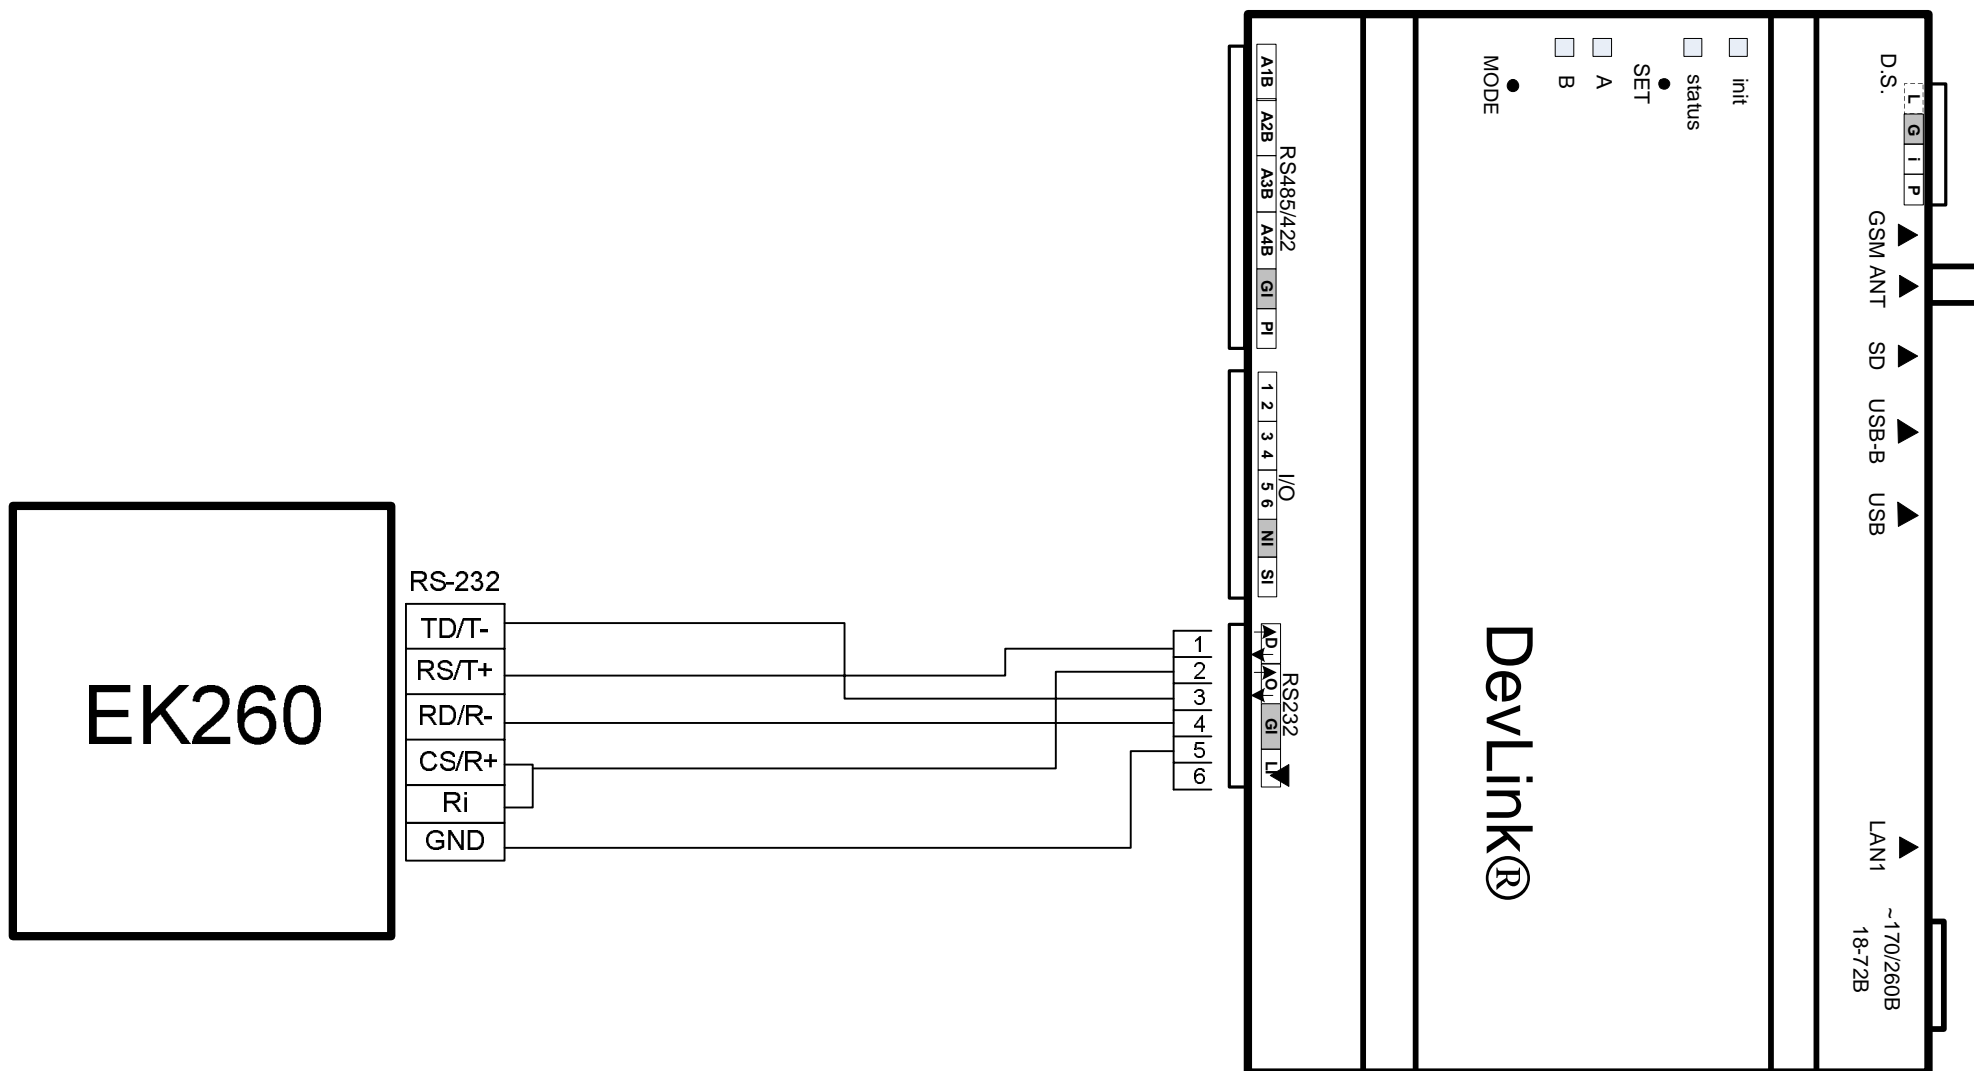 EK260
RS-232
TD/T-
RS/T+
RD/R-
CS/R+
Ri
GND
1
2
3
4
5
6
A1B
A2B
A3B
A4B
GI
PI
RS485/422
1 2
3 4
5 6
NI
SI
I/O
D
O
GI
LI
RS232
MODE
B
A
SET
status
init
DevLink®
D.S.
L
G
i
P
GSM ANT
SD
USB-B
USB
LAN1
~170/260B
18-72B